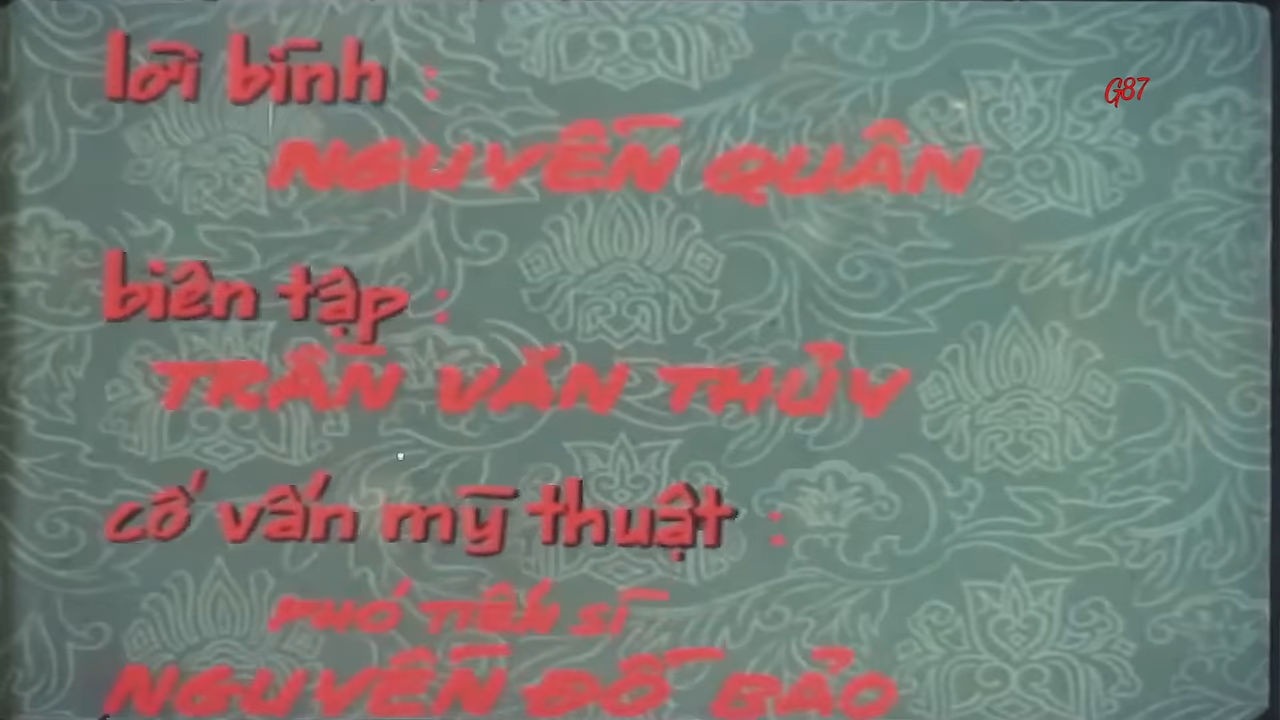 lời bình :
G87
NGUYỄN QUÂN
biên tập :
TRẦN VĂN THỦY
cố vấn mỹ thuật :
PHÓ TIẾN SĨ
NGUYỄN ĐỖ BẢO